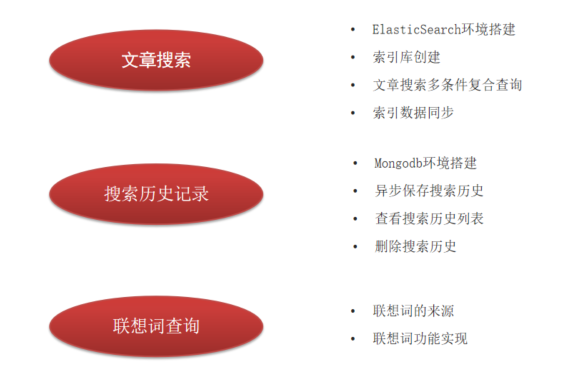 文章搜索
• ElasticSearch环境搭建
• 索引库创建
• 文章搜索多条件复合查询
• 索引数据同步
搜索历史记录
• Mongodb环境搭建
• 异步保存搜索历史
• 查看搜索历史列表
• 删除搜索历史
联想词查询
• 联想词的来源
• 联想词功能实现